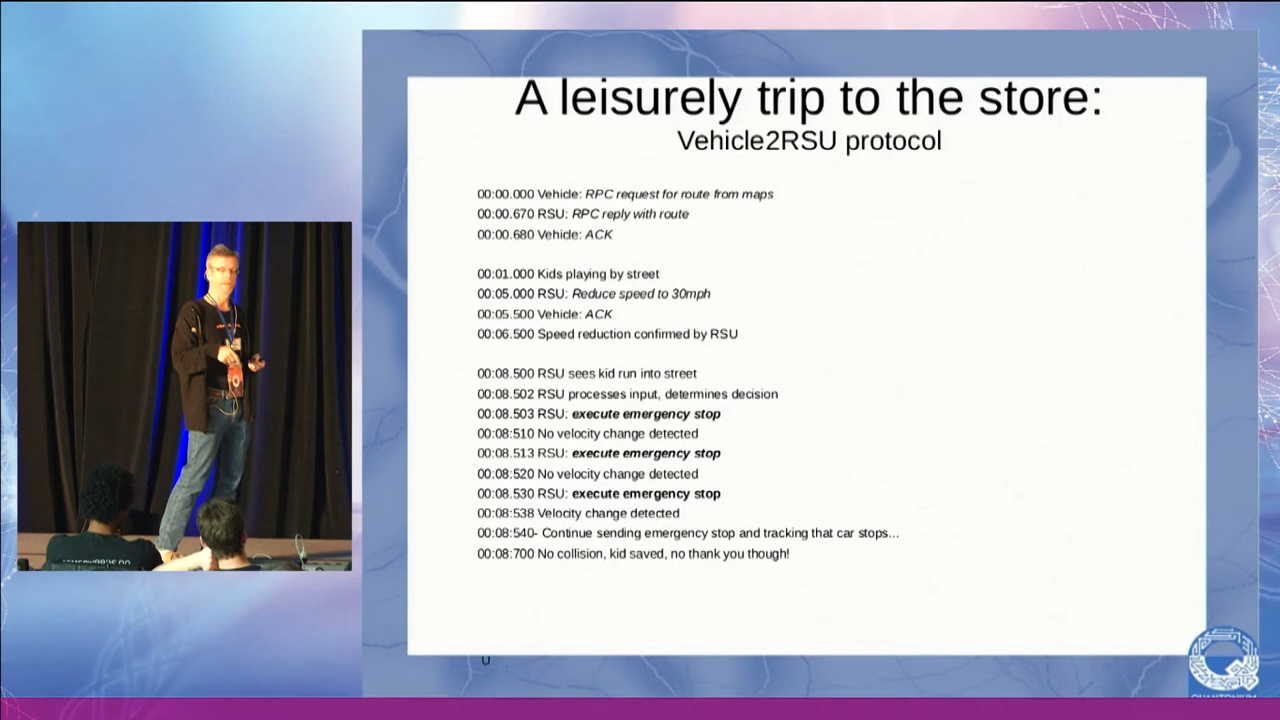 A leisurely trip to the store:
Vehicle2RSU protocol
00:00.000 Vehicle: RPC request for route from maps
00:00.670 RSU: RPC reply with route
00:00.680 Vehicle: ACK
00:01.000 Kids playing by street
00:05.000 RSU: Reduce speed to 30mph
00:05.500 Vehicle: ACK
00:06.500 Speed reduction confirmed by RSU
00:08.500 RSU sees kid run into street
00:08.502 RSU processes input, determines decision
00:08.503 RSU: execute emergency stop
00:08:510 No velocity change detected
00:08.513 RSU: execute emergency stop
00:08:520 No velocity change detected
00:08.530 RSU: execute emergency stop
00:08:538 Velocity change detected
00:08:540- Continue sending emergency stop and tracking that car stops...
00:08:700 No collision, kid saved, no thank you though!
U